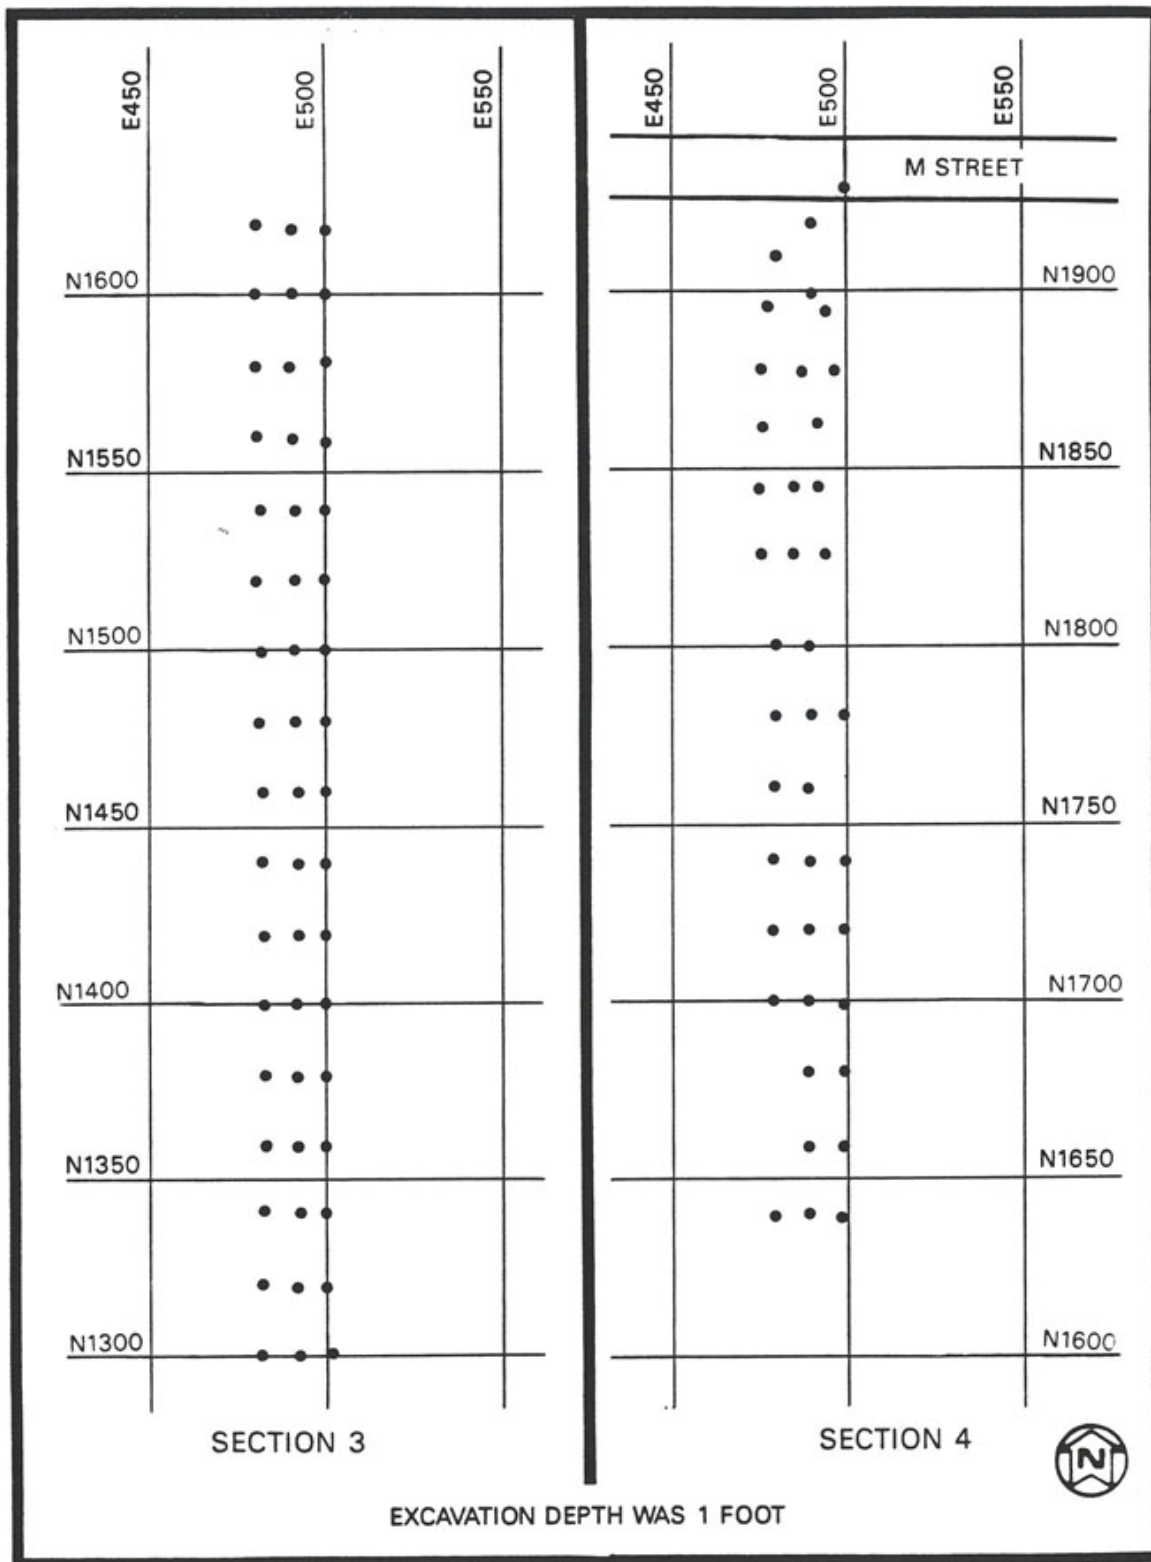 E450
E500
E550
N1600
N1550
N1500
N1450
N1400
N1350
N1300
SECTION 3
E450
E500
E550
M STREET
N1900
N1850
N1800
N1750
N1700
N1650
N1600
SECTION 4
N
EXCAVATION DEPTH WAS 1 FOOT